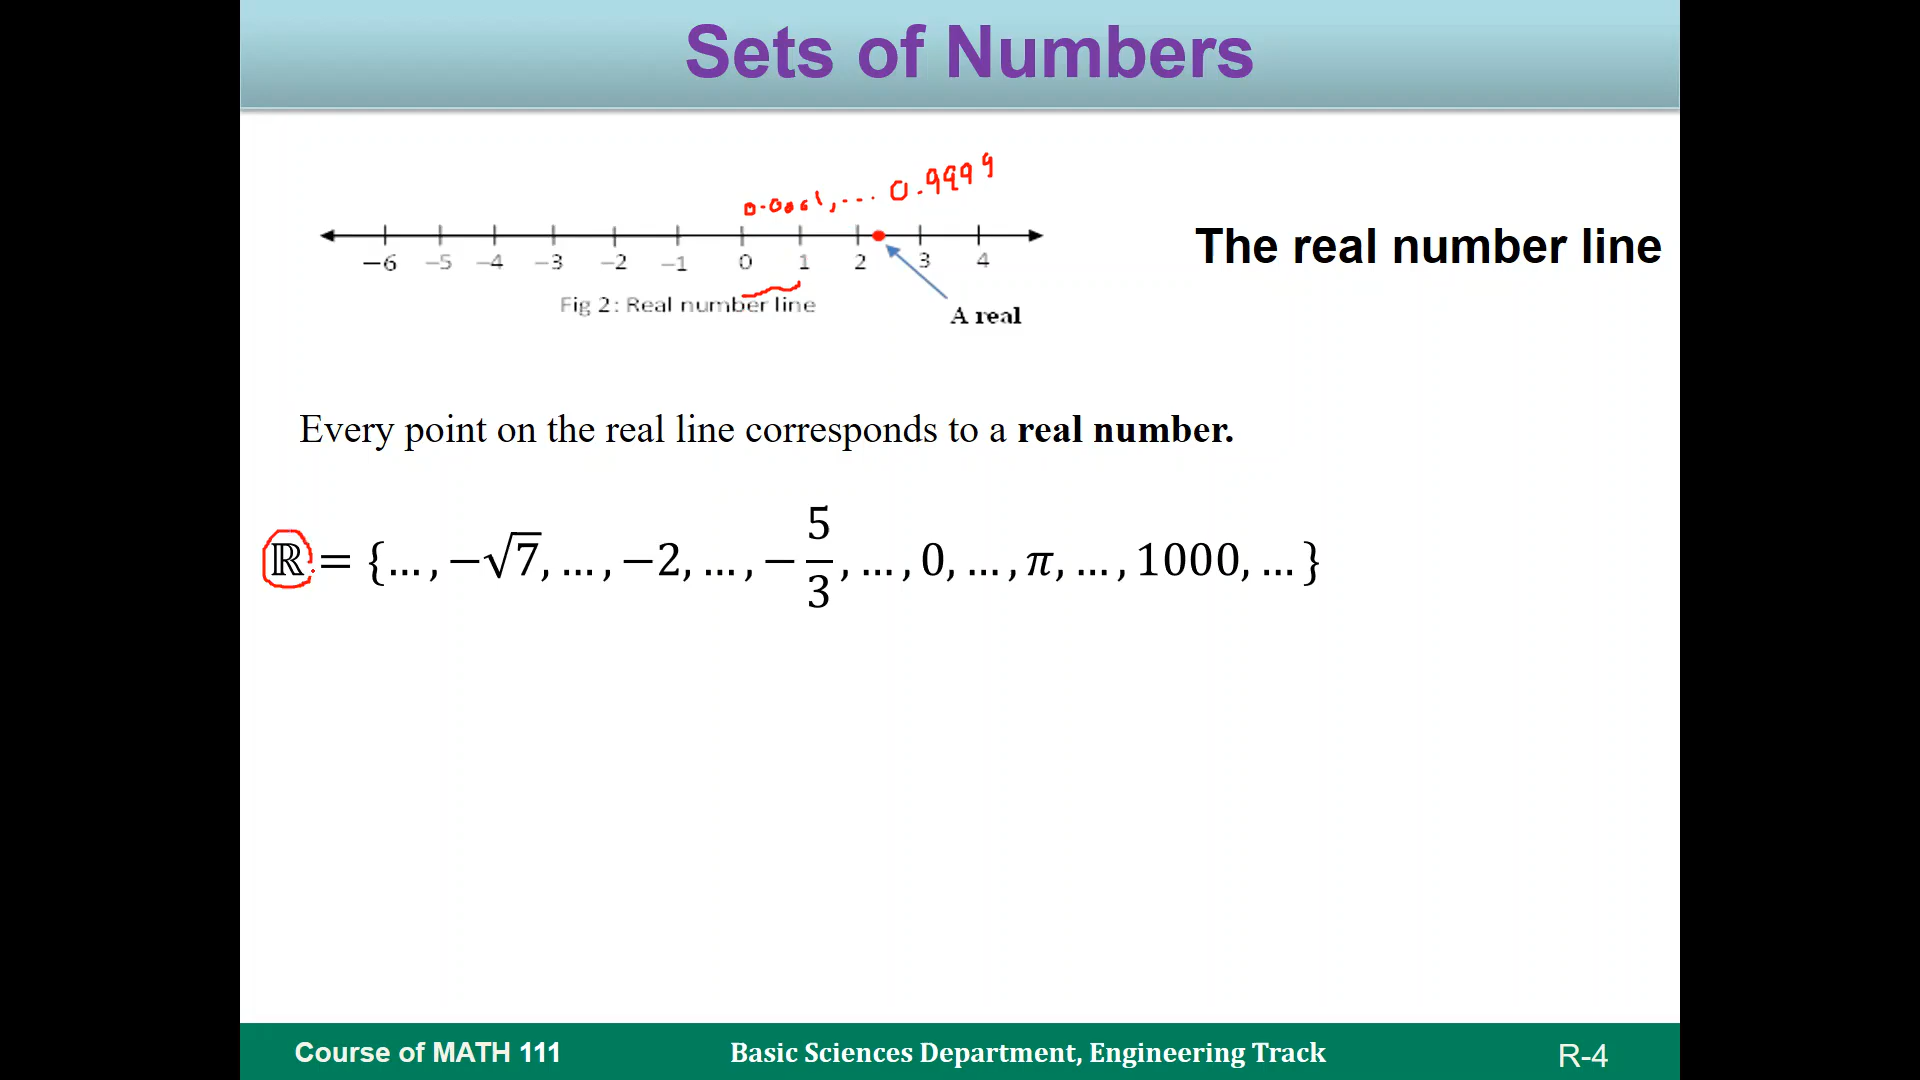 Sets of Numbers
0.0001, ... 0.9999
The real number line
−6 −5 −4 −3 −2 −1 0 1 2 3 4
Fig 2: Real number line
A real
Every point on the real line corresponds to a real number.
ℝ = {… , −√7, … , −2, … , −5/3, … , 0, … , π, … , 1000, … }
Course of MATH 111
Basic Sciences Department, Engineering Track
R-4